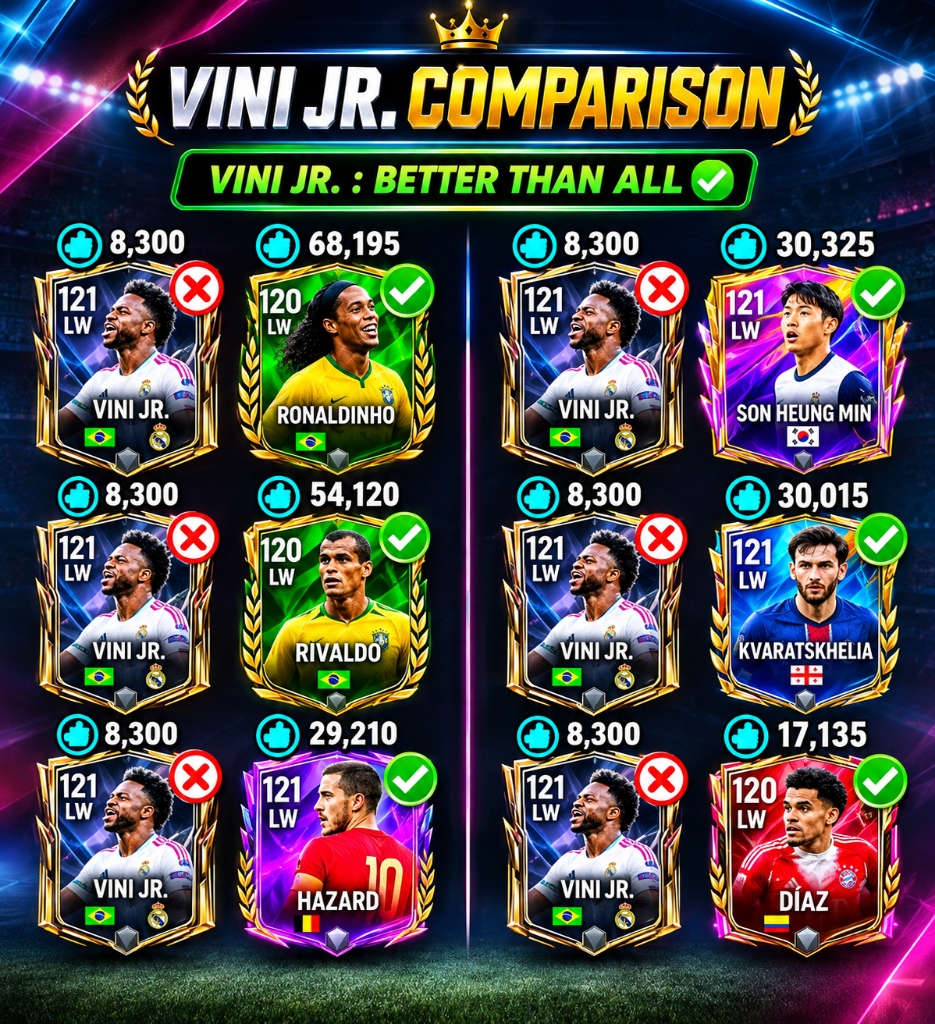 VINI JR. COMPARISON
VINI JR. : BETTER THAN ALL
8,300
121
LW
VINI JR.
68,195
120
LW
RONALDINHO
8,300
121
LW
VINI JR.
30,325
121
LW
SON HEUNG MIN
8,300
121
LW
VINI JR.
54,120
120
LW
RIVALDO
8,300
121
LW
VINI JR.
30,015
121
LW
KVARATSKHELIA
8,300
121
LW
VINI JR.
29,210
121
LW
10
HAZARD
8,300
121
LW
VINI JR.
17,135
120
LW
DÍAZ